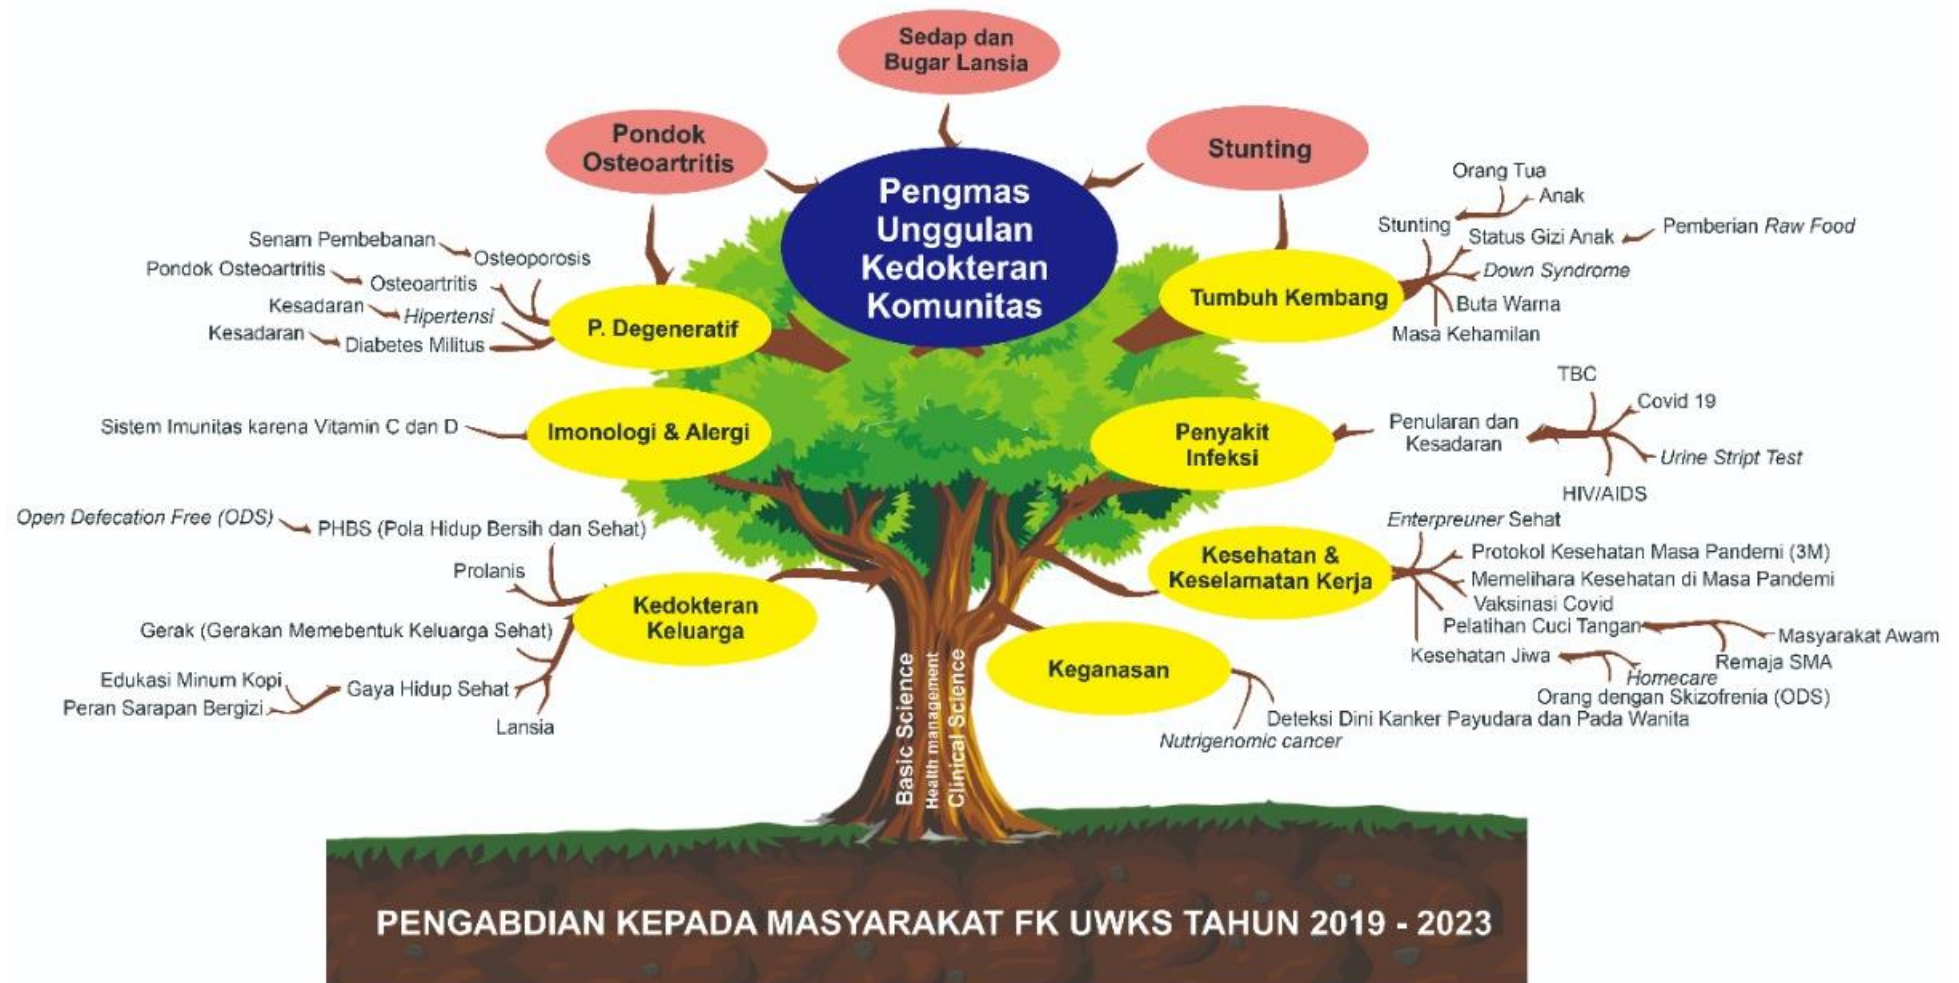 Sedap dan
Bugar Lansia
Pondok
Osteoartritis
Stunting
Pengmas
Unggulan
Kedokteran
Komunitas
Senam Pembebanan
Osteoporosis
Pondok Osteoartritis
Osteoartritis
Kesadaran
Hipertensi
Kesadaran
Diabetes Militus
P. Degeneratif
Tumbuh Kembang
Orang Tua
Anak
Stunting
Status Gizi Anak
Pemberian Raw Food
Down Syndrome
Buta Warna
Masa Kehamilan
Sistem Imunitas karena Vitamin C dan D
Imonologi & Alergi
Penyakit
Infeksi
Penularan dan
Kesadaran
TBC
Covid 19
Urine Stript Test
HIV/AIDS
Open Defecation Free (ODS)
PHBS (Pola Hidup Bersih dan Sehat)
Prolanis
Kedokteran
Keluarga
Gerak (Gerakan Memebentuk Keluarga Sehat)
Edukasi Minum Kopi
Peran Sarapan Bergizi
Gaya Hidup Sehat
Lansia
Kesehatan &
Keselamatan Kerja
Enterpreuner Sehat
Protokol Kesehatan Masa Pandemi (3M)
Memelihara Kesehatan di Masa Pandemi
Vaksinasi Covid
Pelatihan Cuci Tangan
Masyarakat Awam
Remaja SMA
Kesehatan Jiwa
Homecare
Orang dengan Skizofrenia (ODS)
Keganasan
Deteksi Dini Kanker Payudara dan Pada Wanita
Nutrigenomic cancer
Basic Science
Health management
Clinical Science
PENGABDIAN KEPADA MASYARAKAT FK UWKS TAHUN 2019 - 2023